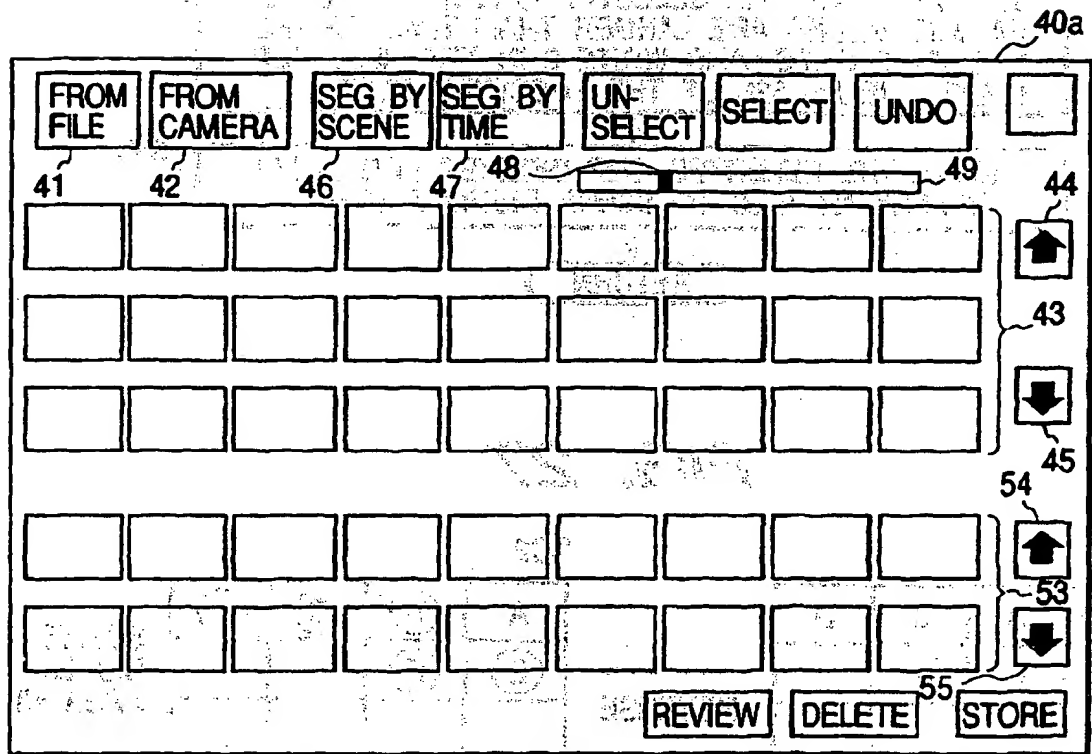 40a
FROM FILE FROM CAMERA SEG BY SCENE SEG BY TIME UN-SELECT SELECT UNDO
41 42 46 47 48 49 44
43
45
54
53
55
REVIEW DELETE STORE